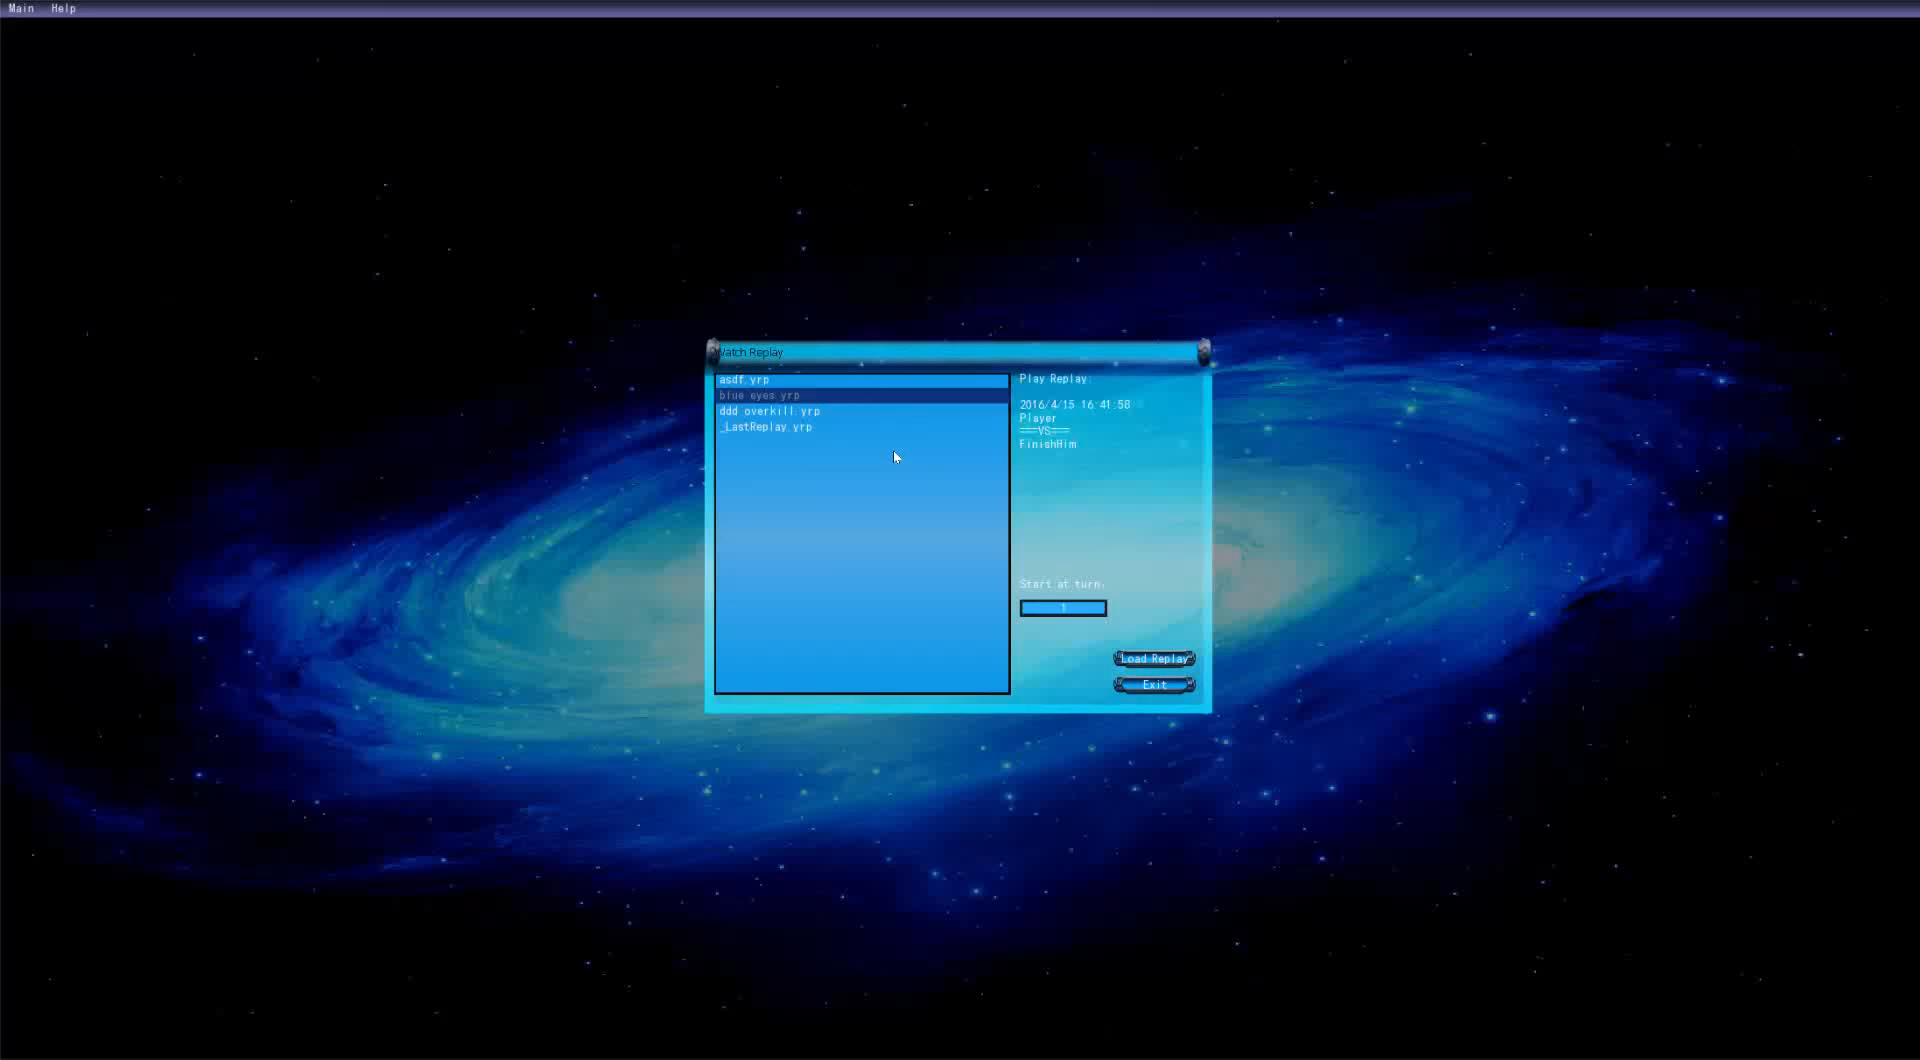 Main Help
Watch Replay
asdf.yrp
blue eyes.yrp
ddd overkill.yrp
_LastReplay.yrp
Play Replay:
2016/4/15 16:41:58
Player
===VS===
FinishHim
Start at turn:
1
Load Replay
Exit